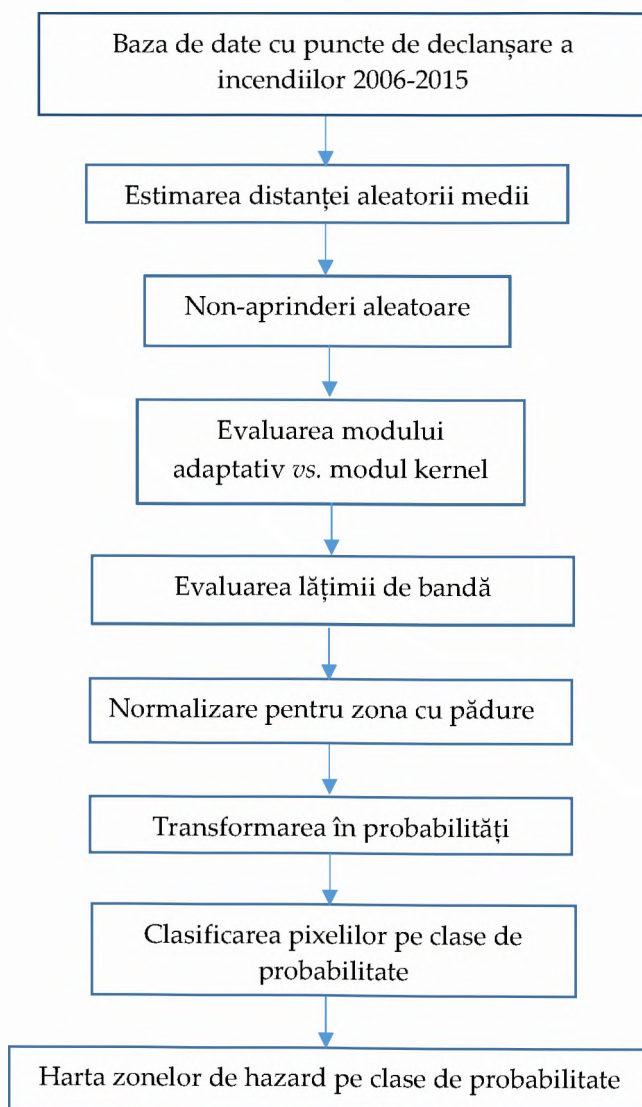 Baza de date cu puncte de declanșare a
incendiilor 2006-2015
Estimarea distanței aleatorii medii
Non-aprinderi aleatoare
Evaluarea modului
adaptativ vs. modul kernel
Evaluarea lățimii de bandă
Normalizare pentru zona cu pădure
Transformarea în probabilități
Clasificarea pixelilor pe clase de
probabilitate
Harta zonelor de hazard pe clase de probabilitate